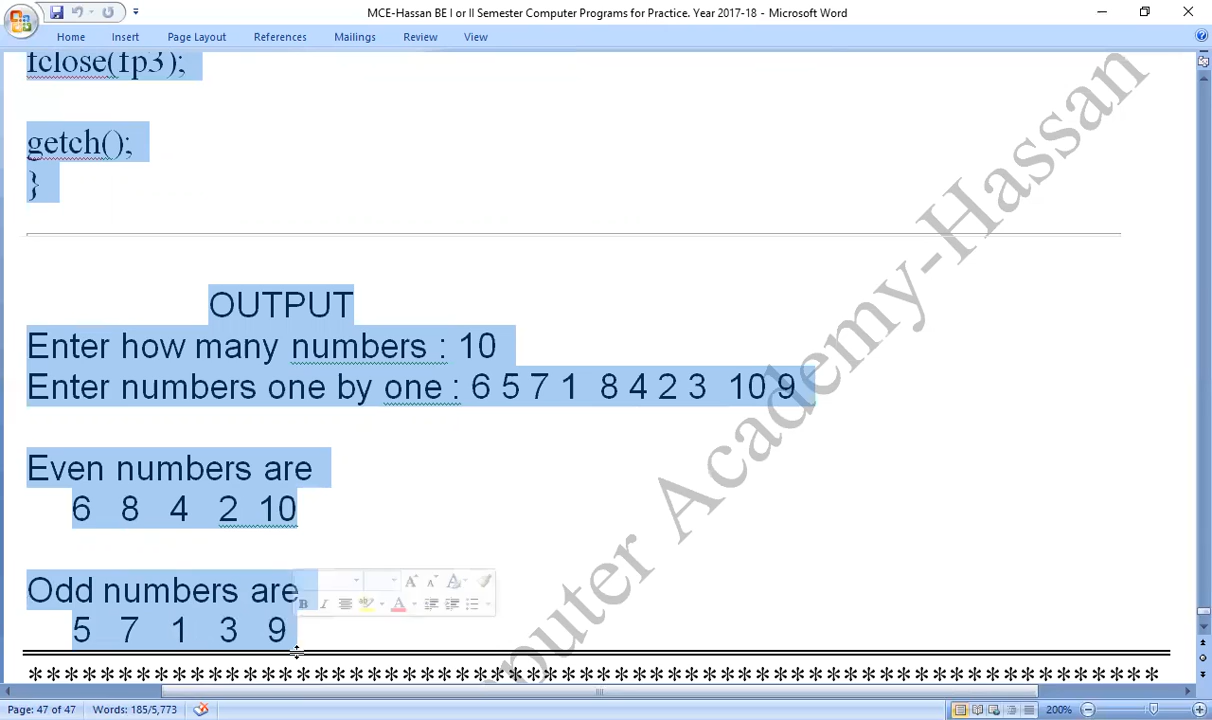 MCE-Hassan BE I or II Semester Computer Programs for Practice. Year 2017-18 - Microsoft Word
Home Insert Page Layout References Mailings Review View
fclose(fp3);
getch();
}
OUTPUT
Enter how many numbers : 10
Enter numbers one by one : 6 5 7 1 8 4 2 3 10 9
Even numbers are
6 8 4 2 10
Odd numbers are
5 7 1 3 9
***********************************************
puter Academy-Hassan
Page: 47 of 47 Words: 185/5,773 200%